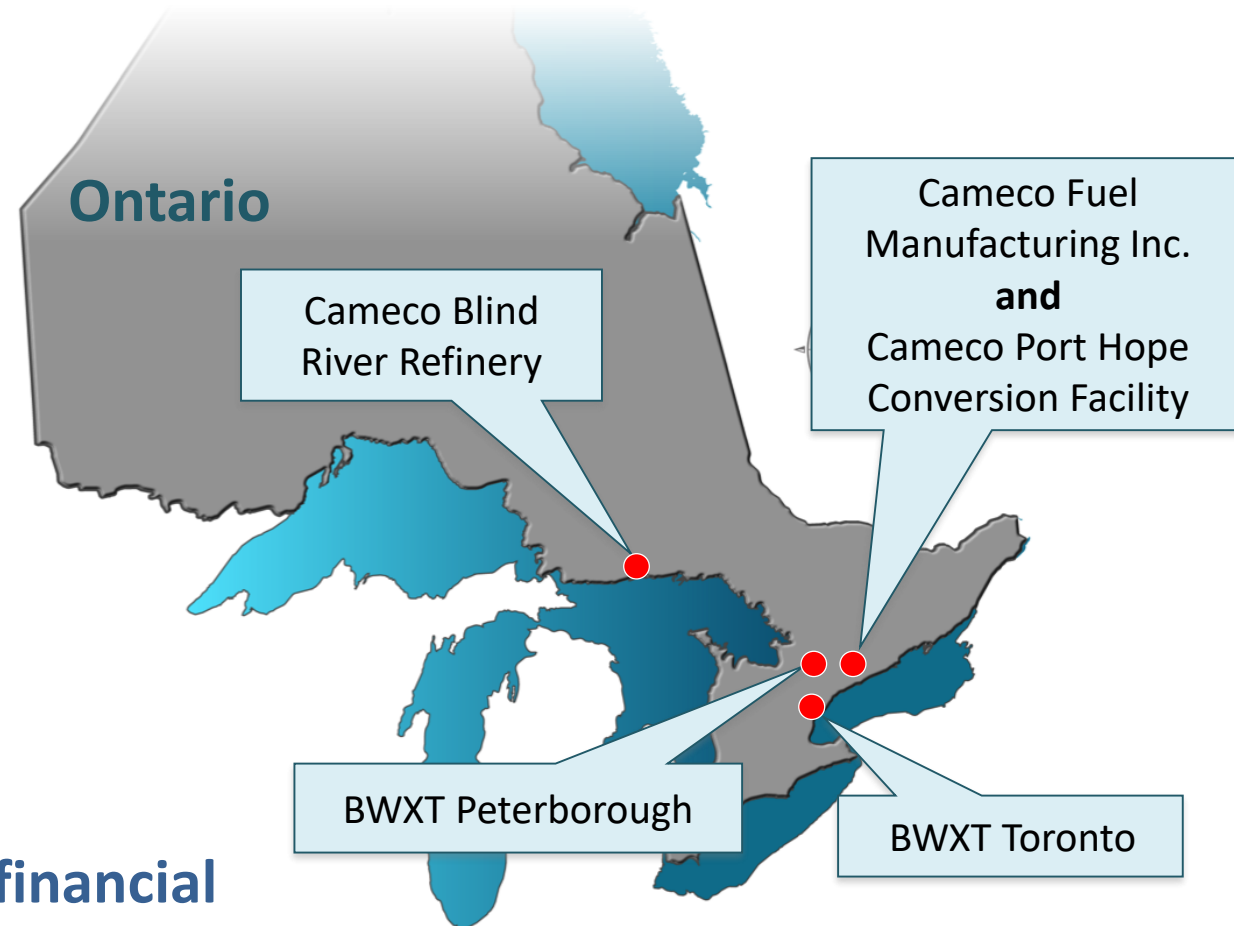 Ontario
Cameco Blind
River Refinery
Cameco Fuel
Manufacturing Inc.
and
Cameco Port Hope
Conversion Facility
BWXT Peterborough
BWXT Toronto
financial